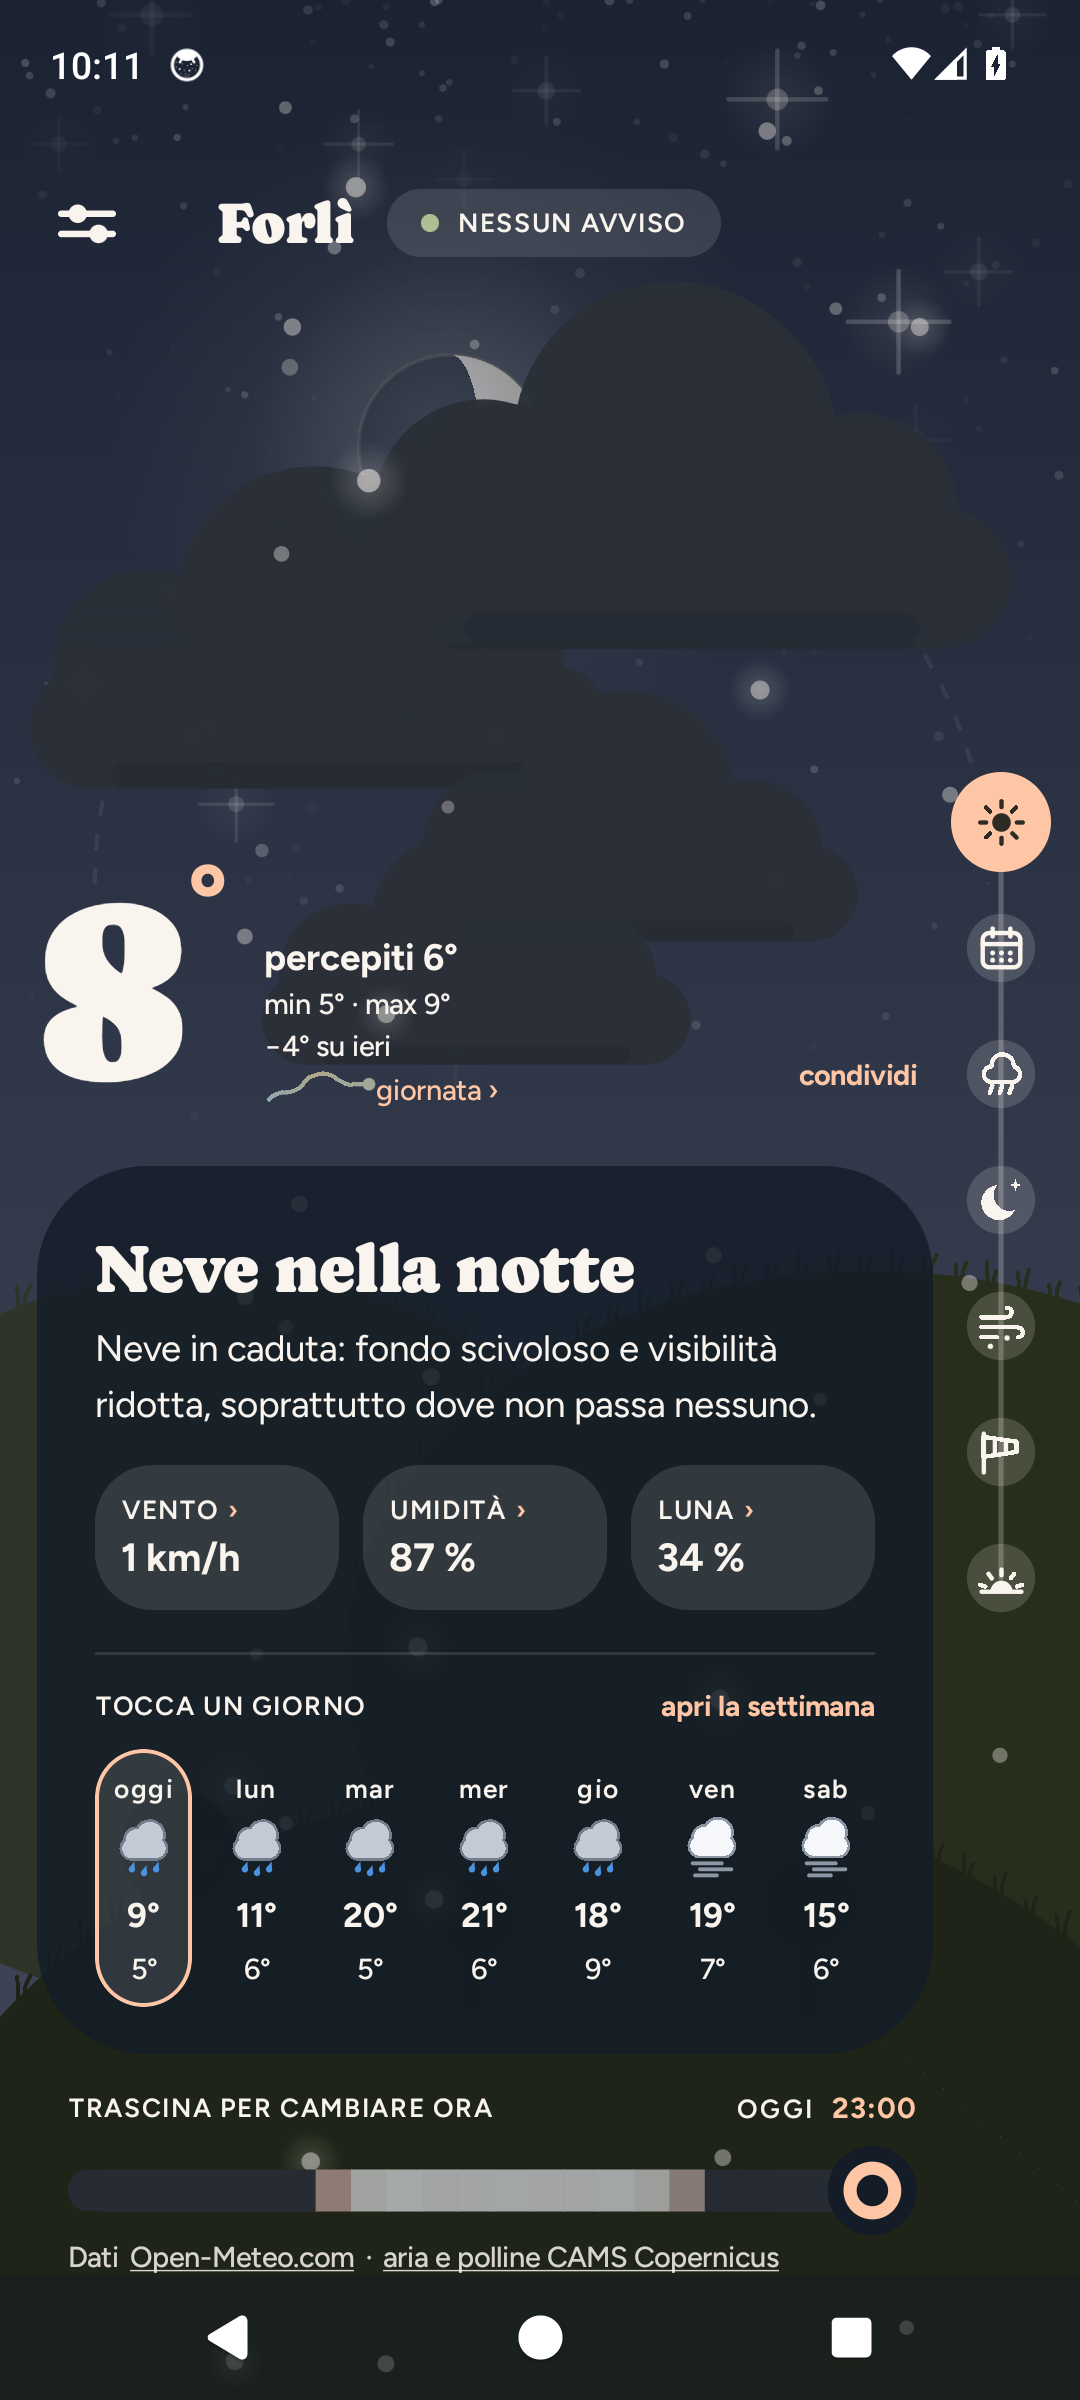 10:11
Forlì
NESSUN AVVISO
8°
percepiti 6°
min 5° · max 9°
−4° su ieri
giornata ›
condividi
Neve nella notte
Neve in caduta: fondo scivoloso e visibilità
ridotta, soprattutto dove non passa nessuno.
VENTO › UMIDITÀ › LUNA ›
1 km/h 87 % 34 %
TOCCA UN GIORNO apri la settimana
oggi lun mar mer gio ven sab
9° 11° 20° 21° 18° 19° 15°
5° 6° 5° 6° 9° 7° 6°
TRASCINA PER CAMBIARE ORA OGGI 23:00
Dati Open-Meteo.com · aria e polline CAMS Copernicus